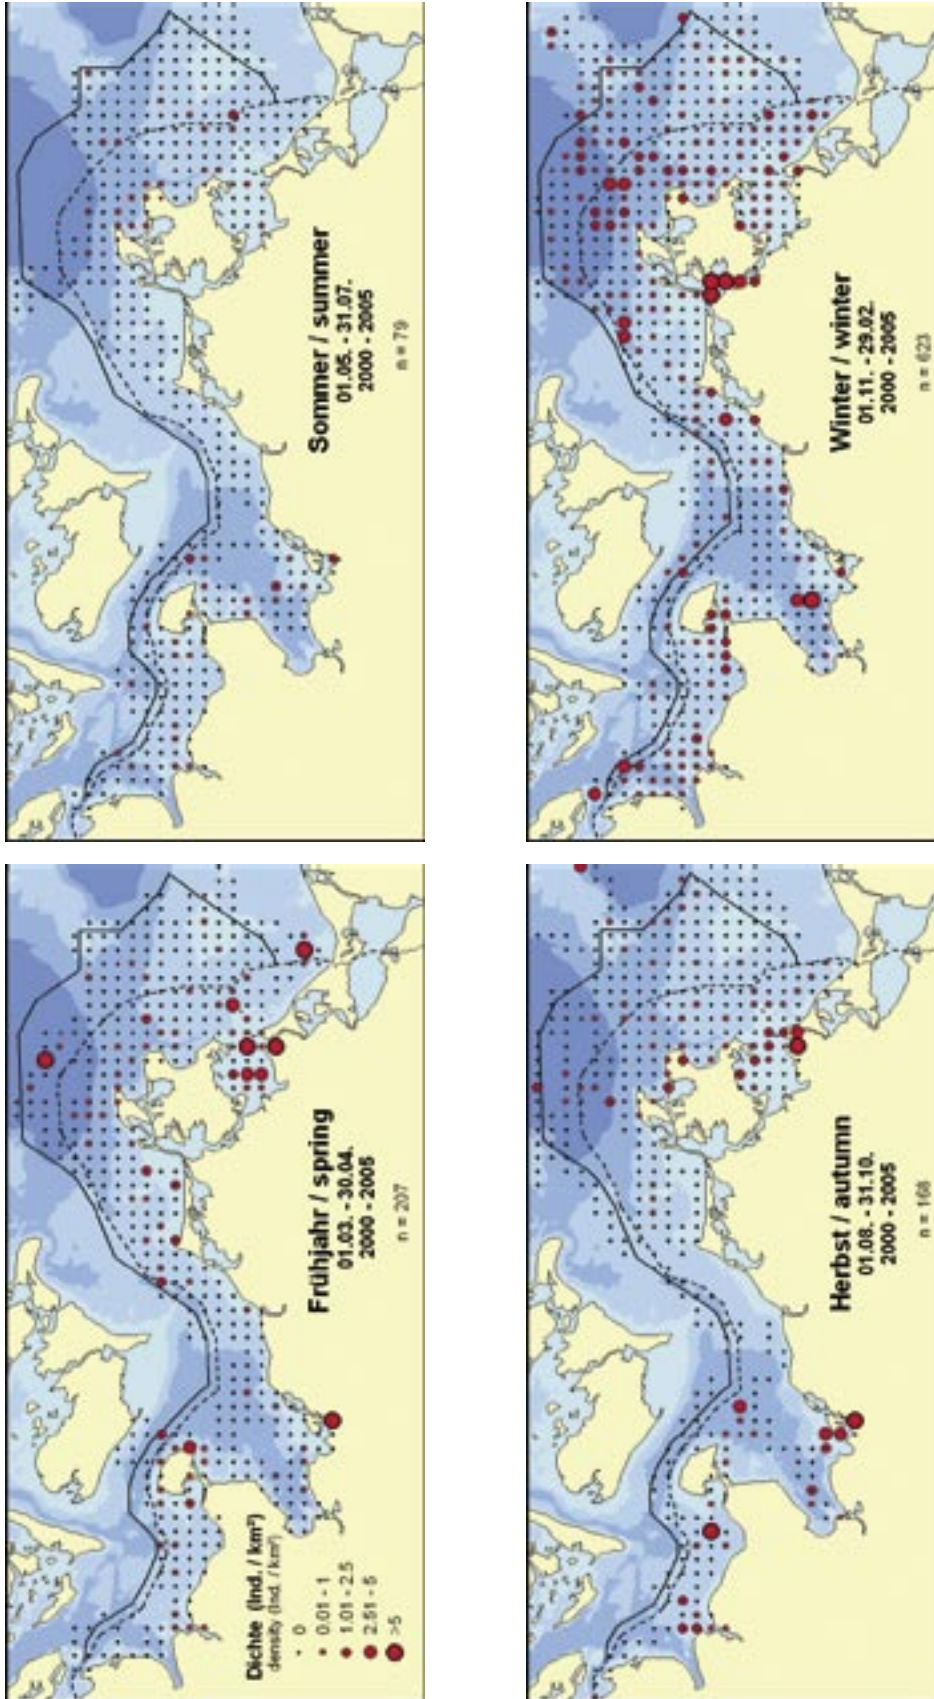 Frühjahr / spring
01.03. - 30.04.
2000 - 2005
n = 207
Dichte (Ind. / km²)
density (Ind. / km²)
0
0.01 - 1
1.01 - 2.5
2.51 - 5
>5
Sommer / summer
01.05. - 31.07.
2000 - 2005
n = 79
Herbst / autumn
01.08. - 31.10.
2000 - 2005
n = 168
Winter / winter
01.11. - 29.02.
2000 - 2005
n = 623